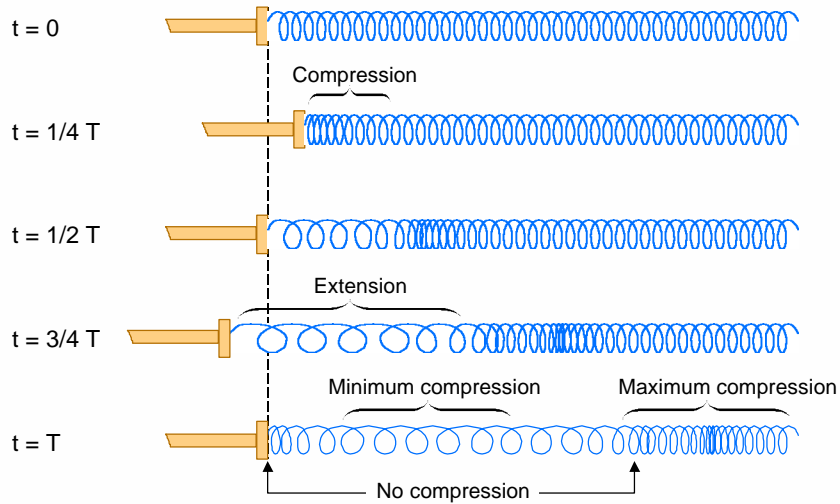 t = 0
Compression
t = 1/4 T
t = 1/2 T
Extension
t = 3/4 T
Minimum compression
Maximum compression
t = T
No compression